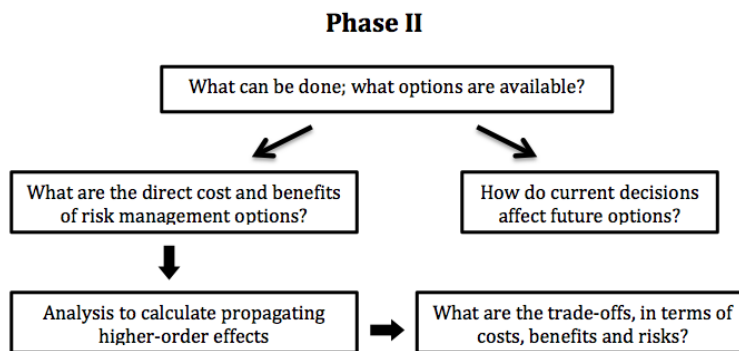 Phase II
What can be done; what options are available?
What are the direct cost and benefits
of risk management options?
How do current decisions
affect future options?
Analysis to calculate propagating
higher-order effects
What are the trade-offs, in terms of
costs, benefits and risks?